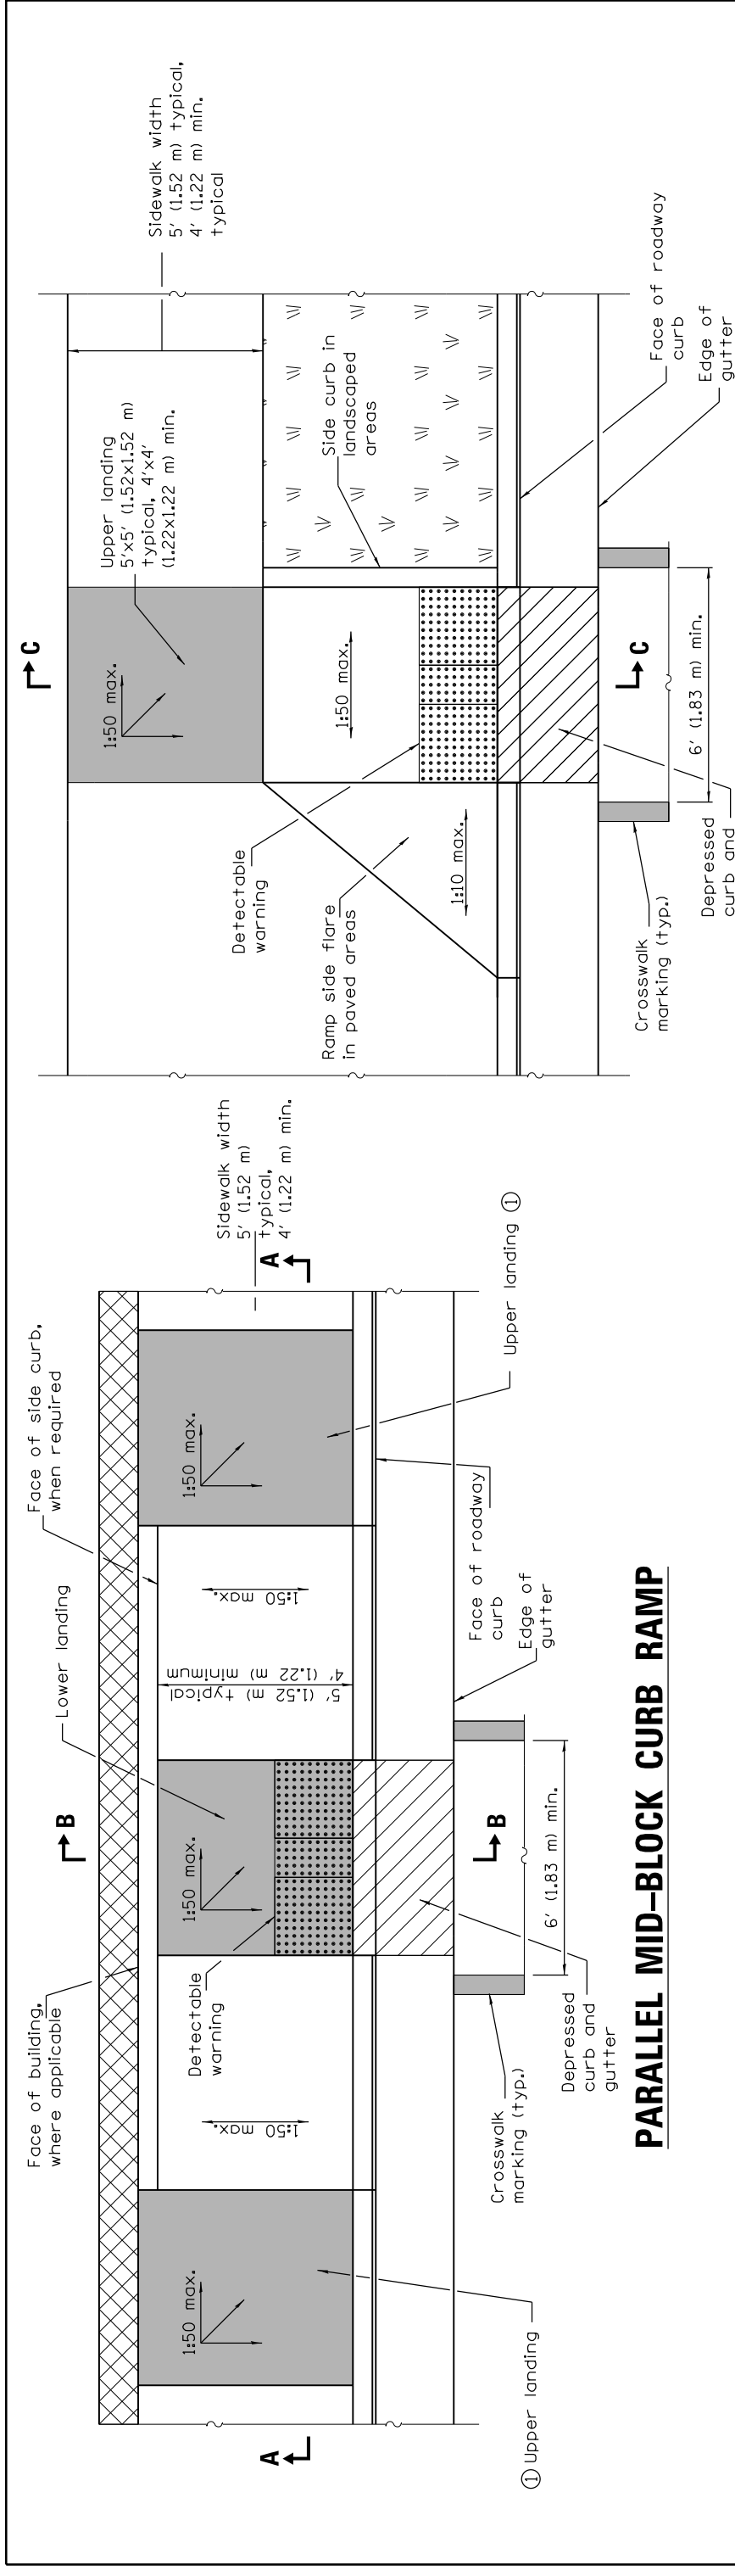 Face of building,
where applicable
Lower landing
Face of side curb,
when required
B
Sidewalk width
5' (1.52 m)
typical,
4' (1.22 m) min.
A
A
1:50 max.
1:50 max.
1:50 max.
1:50 max.
1:50 max.
5' (1.52 m) typical
4' (1.22 m) minimum
Detectable
warning
① Upper landing
Upper landing ①
Crosswalk
marking (typ.)
Depressed
curb and
gutter
6' (1.83 m) min.
B
Face of roadway
curb
Edge of
gutter
PARALLEL MID-BLOCK CURB RAMP
C
Sidewalk width
5' (1.52 m) typical,
4' (1.22 m) min.
typical
Upper landing
5'x5' (1.52x1.52 m)
typical, 4'x4'
(1.22x1.22 m) min.
1:50 max.
Detectable
warning
Ramp side flare
in paved areas
1:50 max.
1:10 max.
Side curb in
landscaped
areas
C
Crosswalk
marking (typ.)
6' (1.83 m) min.
Depressed
curb and
Face of roadway
curb
Edge of
gutter